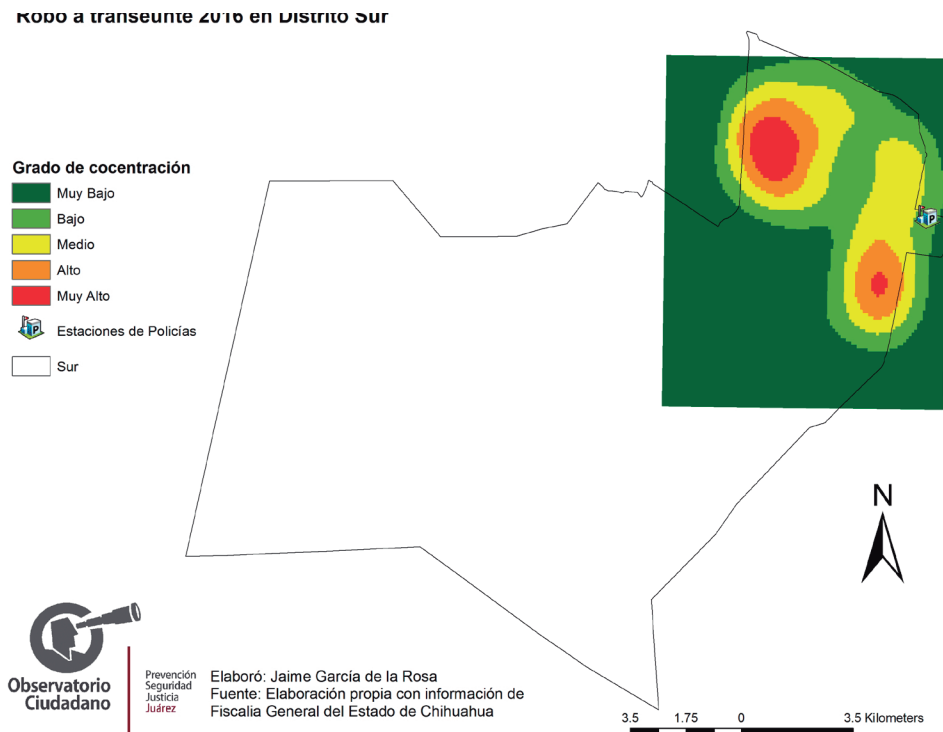 Robo a transeúnte 2016 en Distrito Sur
Grado de cocentración
Muy Bajo
Bajo
Medio
Alto
Muy Alto
P
Estaciones de Policías
Sur
P
N
Observatorio
Ciudadano
Prevención
Seguridad
Justicia
Juárez
Elaboró: Jaime García de la Rosa
Fuente: Elaboración propia con información de
Fiscalia General del Estado de Chihuahua
3.5 1.75 0 3.5 Kilometers